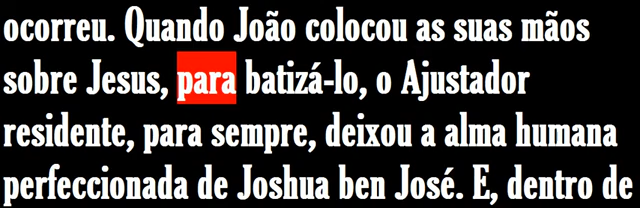 ocorreu. Quando João colocou as suas mãos
sobre Jesus, para batizá-lo, o Ajustador
residente, para sempre, deixou a alma humana
perfeccionada de Joshua ben José. E, dentro de